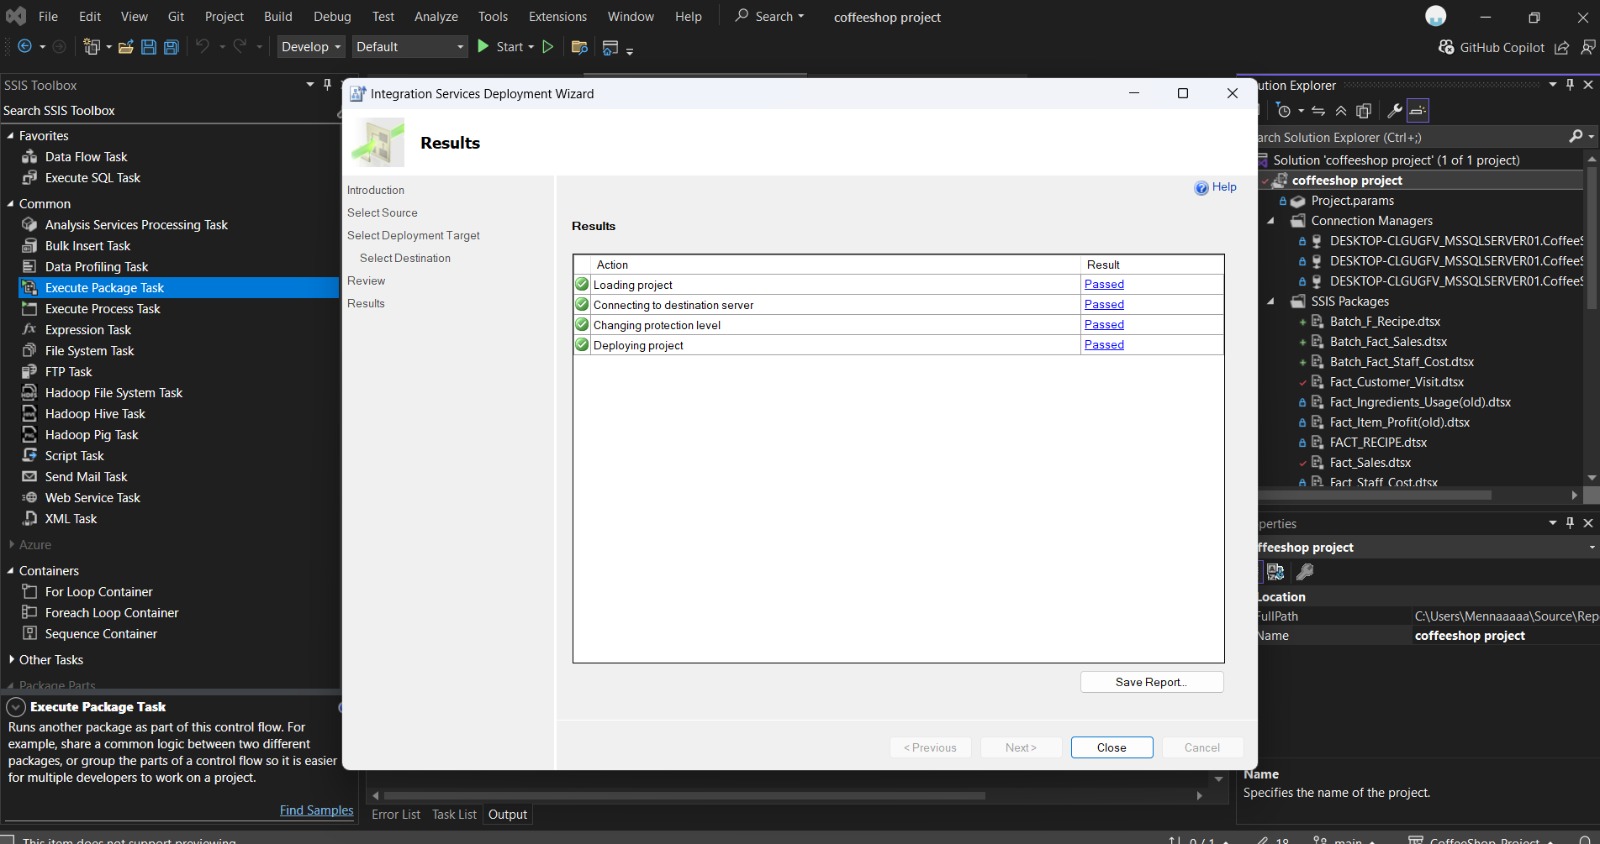 File Edit View Git Project Build Debug Test Analyze Tools Extensions Window Help Search coffeeshop project
Develop Default Start GitHub Copilot
SSIS Toolbox
Search SSIS Toolbox
Favorites
Data Flow Task
Execute SQL Task
Common
Analysis Services Processing Task
Bulk Insert Task
Data Profiling Task
Execute Package Task
Execute Process Task
Expression Task
File System Task
FTP Task
Hadoop File System Task
Hadoop Hive Task
Hadoop Pig Task
Script Task
Send Mail Task
Web Service Task
XML Task
Azure
Containers
For Loop Container
Foreach Loop Container
Sequence Container
Other Tasks
Package Parts
Execute Package Task
Runs another package as part of this control flow. For
example, share a common logic between two different
packages, or group the parts of a control flow so it is easier
for multiple developers to work on a project.
Find Samples
Integration Services Deployment Wizard
Results
Introduction
Select Source
Select Deployment Target
Select Destination
Review
Results
Help
Results
Action Result
Loading project Passed
Connecting to destination server Passed
Changing protection level Passed
Deploying project Passed
Save Report...
< Previous Next > Close Cancel
Error List Task List Output
ution Explorer
arch Solution Explorer (Ctrl+;)
Solution 'coffeeshop project' (1 of 1 project)
coffeeshop project
Project.params
Connection Managers
DESKTOP-CLGUGFV_MSSQLSERVER01.CoffeeS
DESKTOP-CLGUGFV_MSSQLSERVER01.CoffeeS
DESKTOP-CLGUGFV_MSSQLSERVER01.CoffeeS
SSIS Packages
Batch_F_Recipe.dtsx
Batch_Fact_Sales.dtsx
Batch_Fact_Staff_Cost.dtsx
Fact_Customer_Visit.dtsx
Fact_Ingredients_Usage(old).dtsx
Fact_Item_Profit(old).dtsx
FACT_RECIPE.dtsx
Fact_Sales.dtsx
Fact_Staff_Cost.dtsx
perties
ffeeshop project
Location
FullPath C:\Users\Mennaaaaa\Source\Rep
Name coffeeshop project
Name
Specifies the name of the project.
This item does not support previewing 0 / 1 18 main CoffeeShop-Project